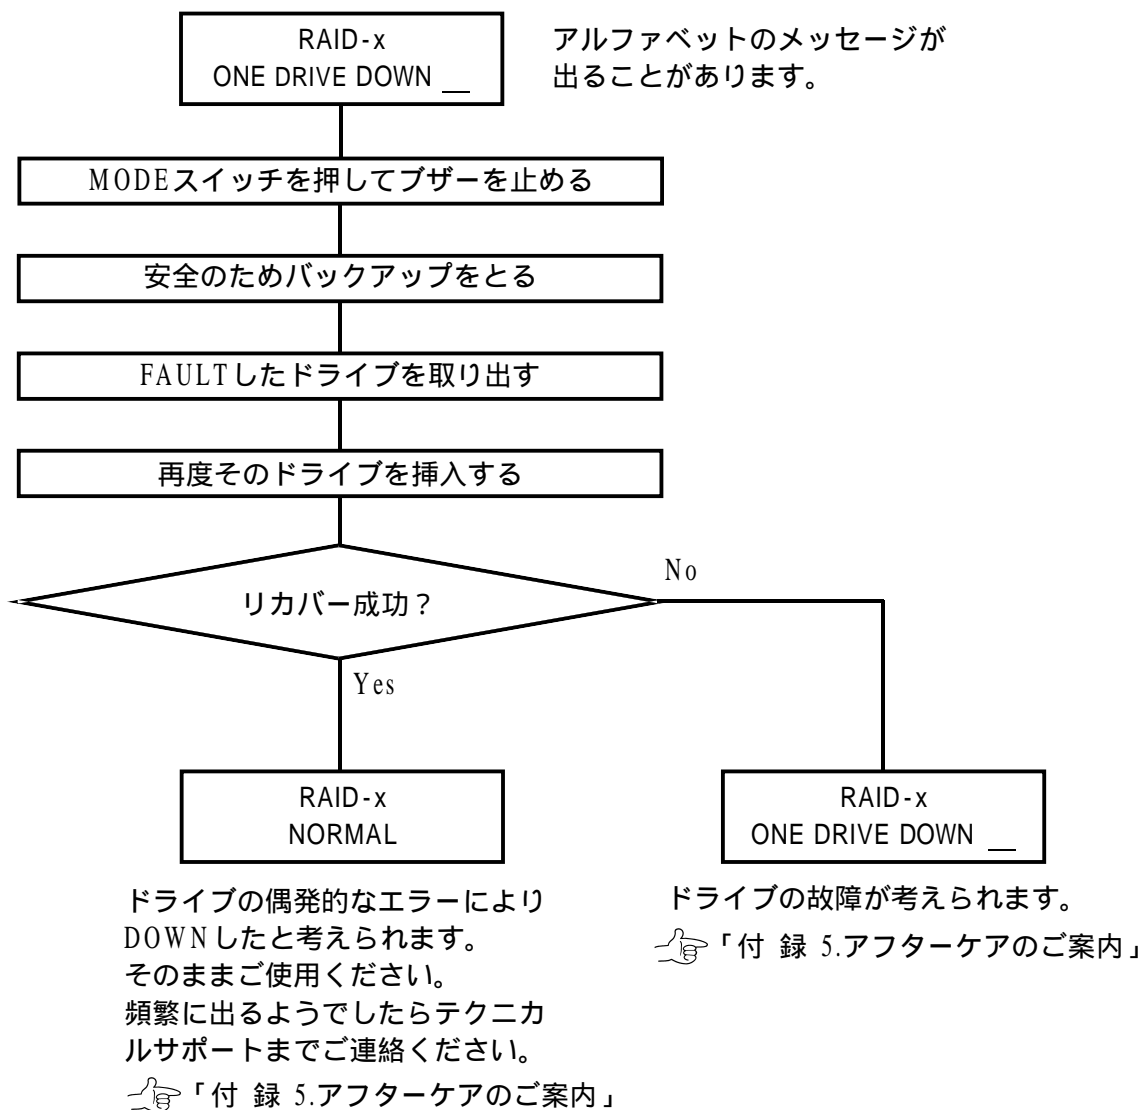 RAID-x
ONE DRIVE DOWN __
アルファベットのメッセージが
出ることがあります。
MODEスイッチを押してブザーを止める
安全のためバックアップをとる
FAULTしたドライブを取り出す
再度そのドライブを挿入する
リカバー成功？
No
Yes
RAID-x
NORMAL
ドライブの偶発的なエラーにより
DOWNしたと考えられます。
そのままご使用ください。
頻繁に出るようでしたらテクニカ
ルサポートまでご連絡ください。
「付 録 5.アフターケアのご案内」
RAID-x
ONE DRIVE DOWN __
ドライブの故障が考えられます。
「付 録 5.アフターケアのご案内」